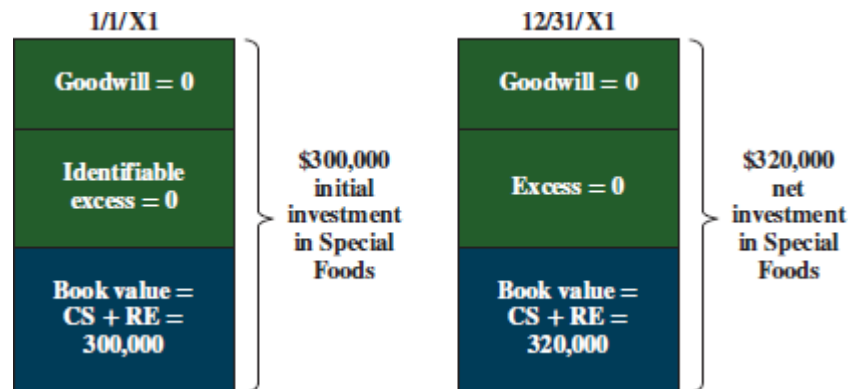 1/1/X1
Goodwill = 0
Identifiable
excess = 0
Book value =
CS + RE =
300,000
$300,000
initial
investment
in Special
Foods
12/31/X1
Goodwill = 0
Excess = 0
Book value =
CS + RE =
320,000
$320,000
net
investment
in Special
Foods